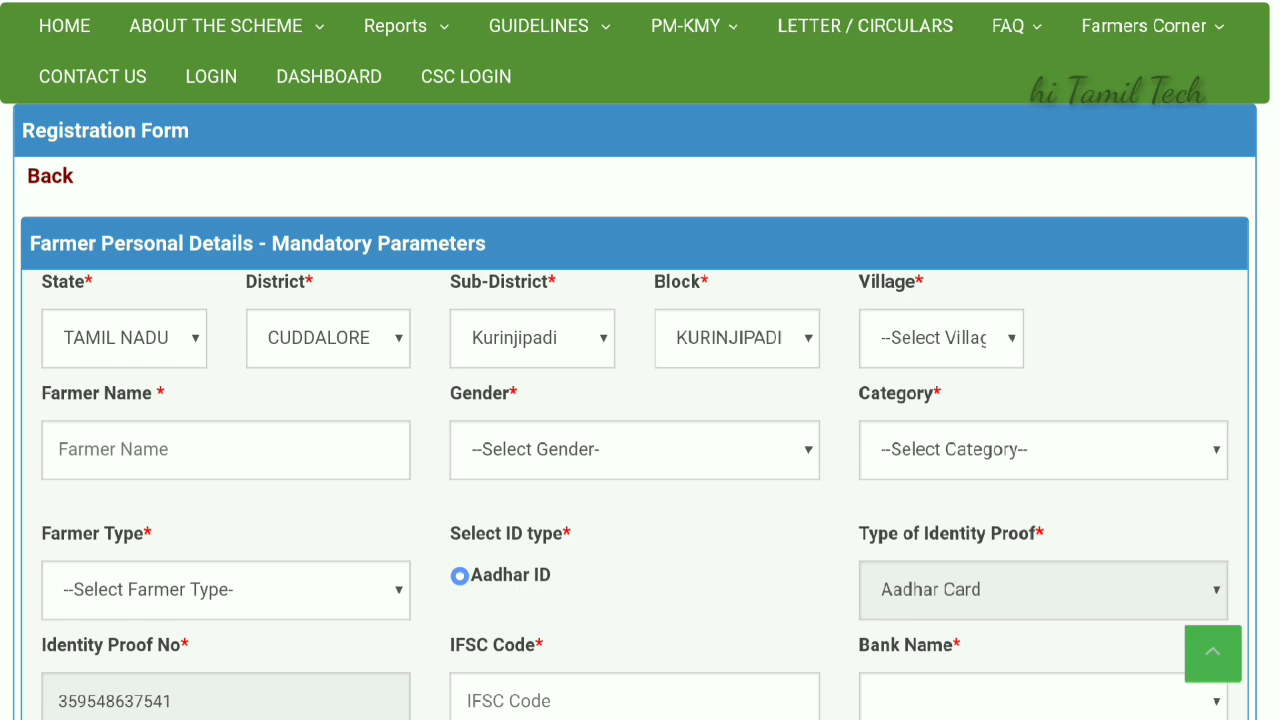 HOME ABOUT THE SCHEME Reports GUIDELINES PM-KMY LETTER / CIRCULARS FAQ Farmers Corner
CONTACT US LOGIN DASHBOARD CSC LOGIN
hi Tamil Tech
Registration Form
Back
Farmer Personal Details - Mandatory Parameters
State* District* Sub-District* Block* Village*
TAMIL NADU CUDDALORE Kurinjipadi KURINJIPADI --Select Villag
Farmer Name * Gender* Category*
Farmer Name --Select Gender- --Select Category--
Farmer Type* Select ID type* Type of Identity Proof*
--Select Farmer Type- Aadhar ID Aadhar Card
Identity Proof No* IFSC Code* Bank Name*
359548637541 IFSC Code